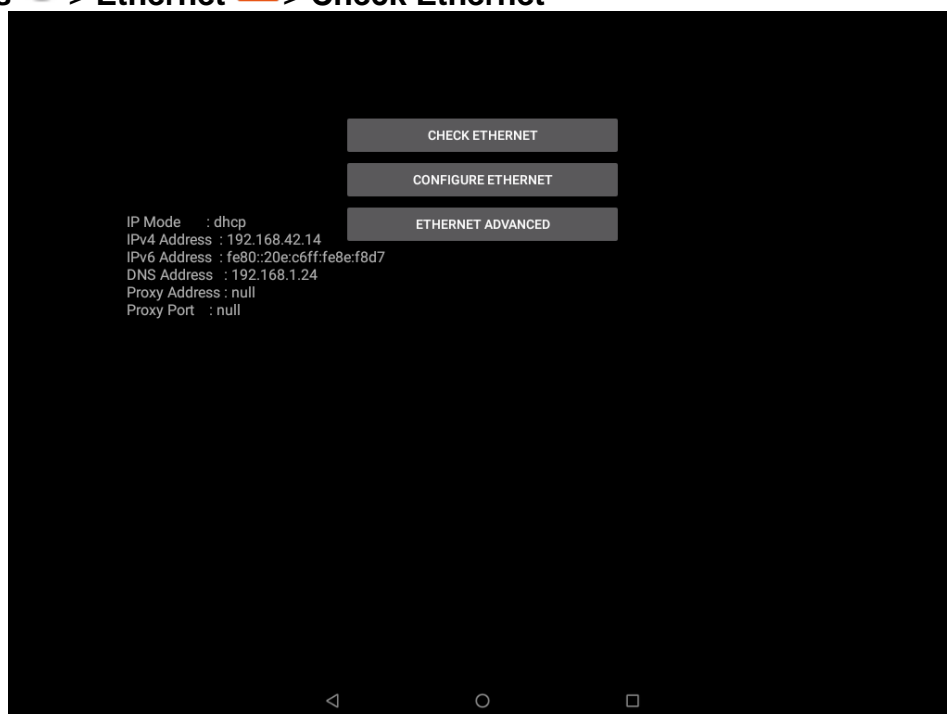 > Ethernet > Check Ethernet
CHECK ETHERNET
CONFIGURE ETHERNET
ETHERNET ADVANCED
IP Mode : dhcp
IPv4 Address : 192.168.42.14
IPv6 Address : fe80::20e:c6ff:fe8e:f8d7
DNS Address : 192.168.1.24
Proxy Address : null
Proxy Port : null